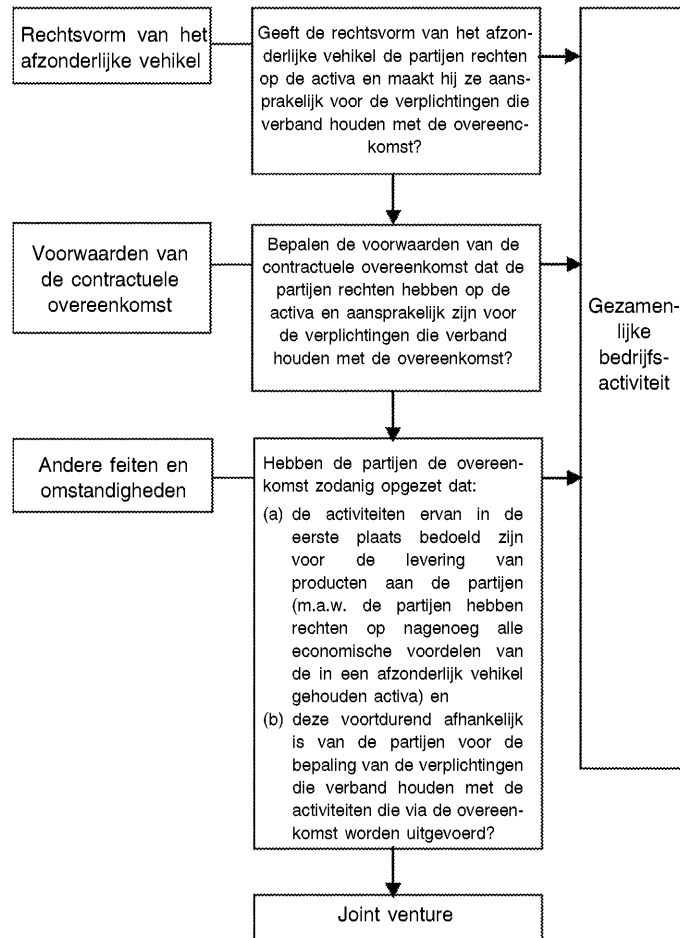 Rechtsvorm van het
afzonderlijke vehikel
Geeft de rechtsvorm van het afzon-
derlijke vehikel de partijen rechten
op de activa en maakt hij ze aans-
prakelijk voor de verplichtingen die
verband houden met de overeenc-
komst?
Voorwaarden van
de contractuele
overeenkomst
Bepalen de voorwaarden van de
contractuele overeenkomst dat de
partijen rechten hebben op de
activa en aansprakelijk zijn voor
de verplichtingen die verband
houden met de overeenkomst?
Gezamen-
lijke
bedrijfs-
activiteit
Andere feiten en
omstandigheden
Hebben de partijen de overeen-
komst zodanig opgezet dat:
(a) de activiteiten ervan in de
eerste plaats bedoeld zijn
voor de levering van
producten aan de partijen
(m.a.w. de partijen hebben
rechten op nagenoeg alle
economische voordelen van
de in een afzonderlijk vehikel
gehouden activa) en
(b) deze voortdurend afhankelijk
is van de partijen voor de
bepaling van de verplichtingen
die verband houden met de
activiteiten die via de overeen-
komst worden uitgevoerd?
Joint venture